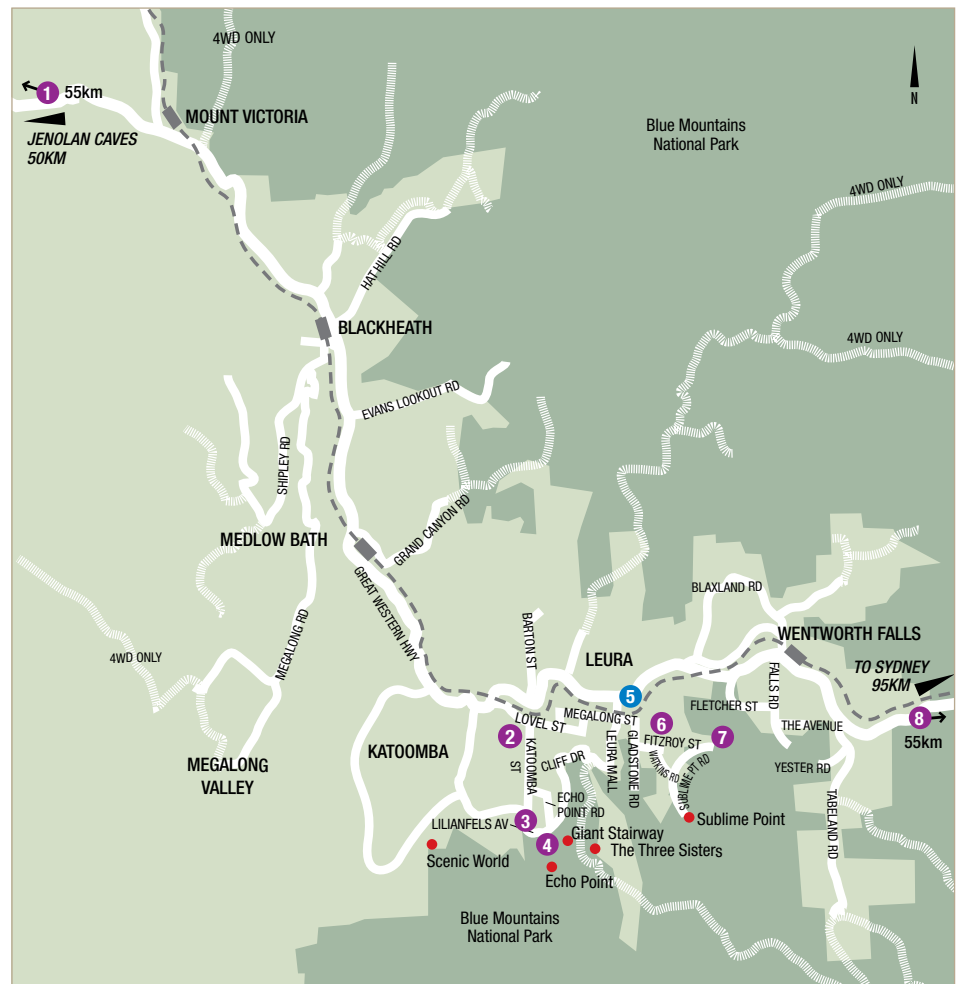 4WD ONLY
1 55km
MOUNT VICTORIA
JENOLAN CAVES
50KM
N
Blue Mountains
National Park
4WD ONLY
HAT HILL RD
BLACKHEATH
4WD ONLY
EVANS LOOKOUT RD
SHIPLEY RD
GRAND CANYON RD
MEDLOW BATH
GREAT WESTERN HWY
BLAXLAND RD
BARTON ST
WENTWORTH FALLS
MEGALONG RD
4WD ONLY
LEURA
TO SYDNEY
95KM
5
FALLS RD
FLETCHER ST
MEGALONG ST
LOVEL ST
6
7
8
55km
2
KATOOMBA
KATOOMBA ST
CLIFF DR
LEURA MALL
GLADSTONE RD
FITZROY ST
WATKINS RD
SUBLIME PT RD
THE AVENUE
YESTER RD
TABELAND RD
MEGALONG
VALLEY
ECHO
POINT RD
3
LILIANFELS AV
4
Sublime Point
Giant Stairway
The Three Sisters
Scenic World
Echo Point
Blue Mountains
National Park